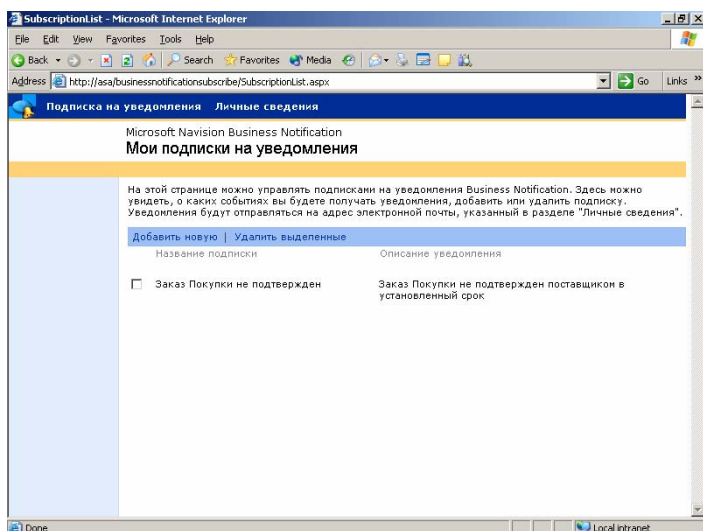 SubscriptionList - Microsoft Internet Explorer
File Edit View Favorites Tools Help
Back Search Favorites Media
Address http://asa/businessnotificationsubscribe/SubscriptionList.aspx Go Links »
Подписка на уведомления Личные сведения
Microsoft Navision Business Notification
Мои подписки на уведомления
На этой странице можно управлять подписками на уведомления Business Notification. Здесь можно
увидеть, о каких событиях вы будете получать уведомления, добавить или удалить подписку.
Уведомления будут отправляться на адрес электронной почты, указанный в разделе "Личные сведения".
Добавить новую | Удалить выделенные
Название подписки Описание уведомления
Заказ Покупки не подтвержден Заказ Покупки не подтвержден поставщиком в
установленный срок
Done Local intranet